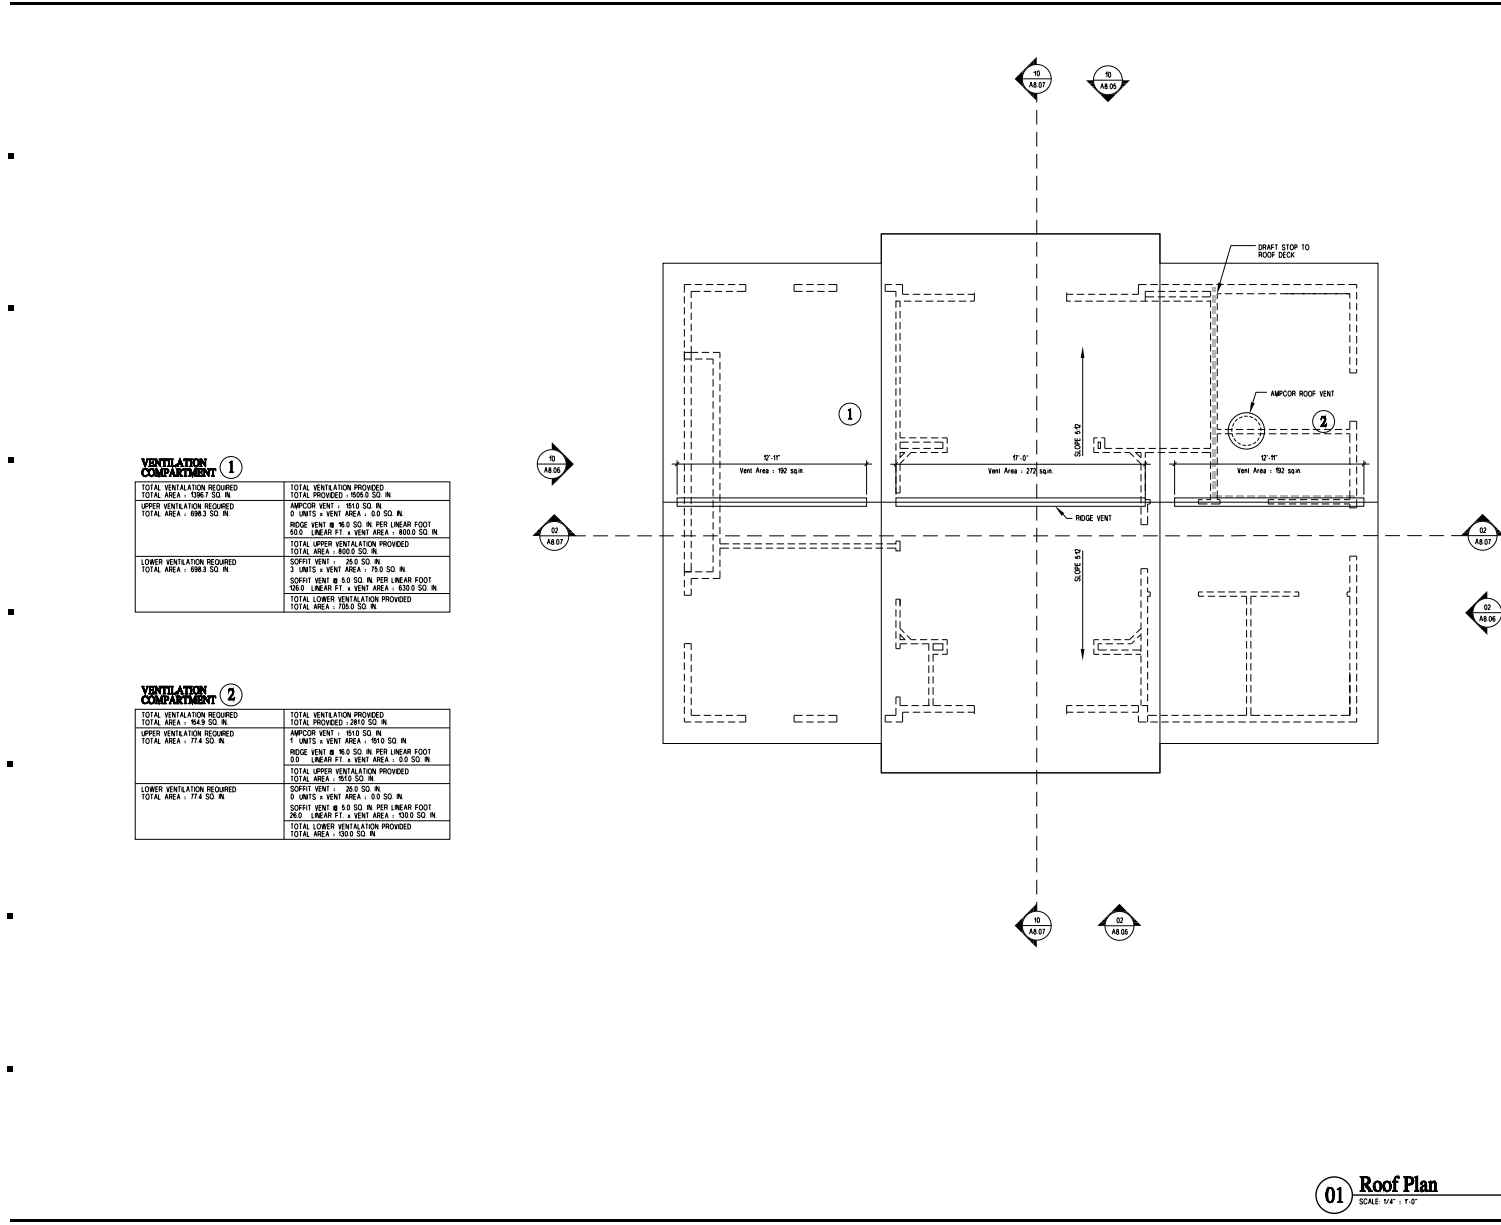 10
A8.07
10
A8.05
DRAFT STOP TO
ROOF DECK
AMPCOR ROOF VENT
1
2
SLOPE 5:12
12'-11"
Vent Area : 192 sq.in.
17'-0"
Vent Area : 272 sq.in.
12'-11"
Vent Area : 192 sq.in.
RIDGE VENT
SLOPE 5:12
10
A8.06
02
A8.07
02
A8.07
02
A8.06
VENTILATION
COMPARTMENT 1
TOTAL VENTALATION REQUIRED
TOTAL AREA : 1396.7 SQ. IN.
TOTAL VENTILATION PROVIDED
TOTAL PROVIDED : 1505.0 SQ. IN.
UPPER VENTILATION REQUIRED
TOTAL AREA : 698.3 SQ. IN.
AMPCOR VENT : 151.0 SQ. IN.
0 UNITS x VENT AREA : 0.0 SQ. IN.
RIDGE VENT @ 16.0 SQ. IN. PER LINEAR FOOT
50.0 LINEAR FT. x VENT AREA : 800.0 SQ. IN.
TOTAL UPPER VENTALATION PROVIDED
TOTAL AREA : 800.0 SQ. IN.
LOWER VENTILATION REQUIRED
TOTAL AREA : 698.3 SQ. IN.
SOFFIT VENT : 25.0 SQ. IN.
3 UNITS x VENT AREA : 75.0 SQ. IN.
SOFFIT VENT @ 5.0 SQ. IN. PER LINEAR FOOT
126.0 LINEAR FT. x VENT AREA : 630.0 SQ. IN.
TOTAL LOWER VENTALATION PROVIDED
TOTAL AREA : 705.0 SQ. IN.
VENTILATION
COMPARTMENT 2
TOTAL VENTALATION REQUIRED
TOTAL AREA : 154.9 SQ. IN.
TOTAL VENTILATION PROVIDED
TOTAL PROVIDED : 281.0 SQ. IN.
UPPER VENTILATION REQUIRED
TOTAL AREA : 77.4 SQ. IN.
AMPCOR VENT : 151.0 SQ. IN.
1 UNITS x VENT AREA : 151.0 SQ. IN.
RIDGE VENT @ 16.0 SQ. IN. PER LINEAR FOOT
0.0 LINEAR FT. x VENT AREA : 0.0 SQ. IN.
TOTAL UPPER VENTALATION PROVIDED
TOTAL AREA : 151.0 SQ. IN.
LOWER VENTILATION REQUIRED
TOTAL AREA : 77.4 SQ. IN.
SOFFIT VENT : 25.0 SQ. IN.
0 UNITS x VENT AREA : 0.0 SQ. IN.
SOFFIT VENT @ 5.0 SQ. IN. PER LINEAR FOOT
26.0 LINEAR FT. x VENT AREA : 130.0 SQ. IN.
TOTAL LOWER VENTALATION PROVIDED
TOTAL AREA : 130.0 SQ. IN.
10
A8.07
02
A8.05
01 Roof Plan
SCALE: 1/4" : 1'-0"